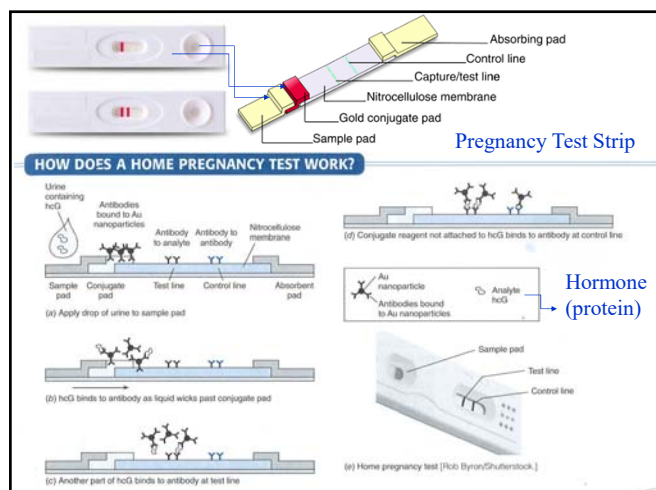 Absorbing pad
Control line
Capture/test line
Nitrocellulose membrane
Gold conjugate pad
Sample pad
Pregnancy Test Strip
HOW DOES A HOME PREGNANCY TEST WORK?
Urine
containing
hcG
Antibodies
bound to Au
nanoparticles
Antibody
to analyte
Antibody to
antibody
Nitrocellulose
membrane
Sample
pad
Conjugate
pad
Test line
Control line
Absorbent
pad
(a) Apply drop of urine to sample pad
(b) hcG binds to antibody as liquid wicks past conjugate pad
(c) Another part of hcG binds to antibody at test line
(d) Conjugate reagent not attached to hcG binds to antibody at control line
Au
nanoparticle
Antibodies bound
to Au nanoparticles
Analyte
hcG
Hormone
(protein)
Sample pad
Test line
Control line
(e) Home pregnancy test [Rob Byron/Shutterstock.]